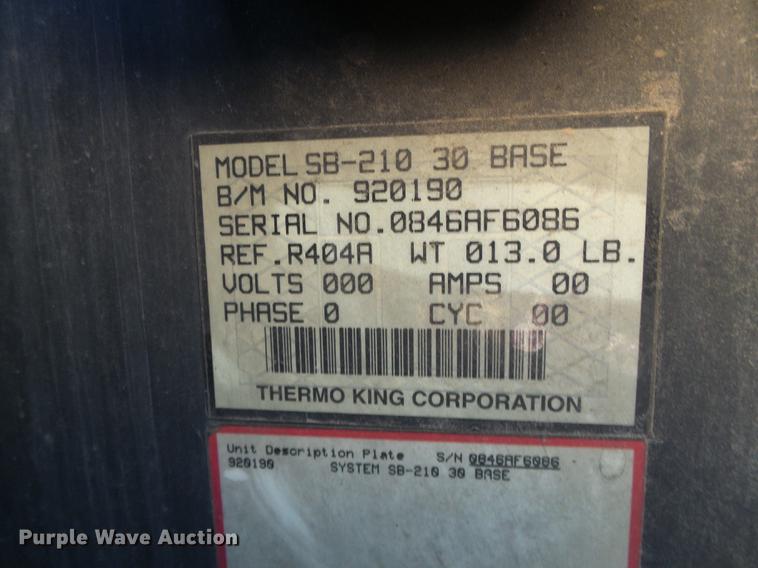 MODEL SB-210 30 BASE
B/M NO. 920190
SERIAL NO.0846AF6086
REF.R404A WT 013.0 LB.
VOLTS 000 AMPS 00
PHASE 0 CYC 00
THERMO KING CORPORATION
Unit Description Plate S/N 0846AF6086
920190 SYSTEM SB-210 30 BASE
Purple Wave Auction